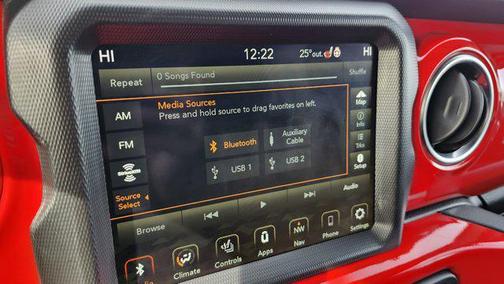 HI 12:22 25°out. HI
Repeat 0 Songs Found Shuffle
Media Sources
Press and hold source to drag favorites on left.
Map
AM
Info
Bluetooth
Auxiliary
Cable
FM
Trks
USB 1
USB 2
SiriusXM
Setup
Source
Select
Audio
Browse
Climate
Controls
Apps
NW
Nav
Phone
Settings